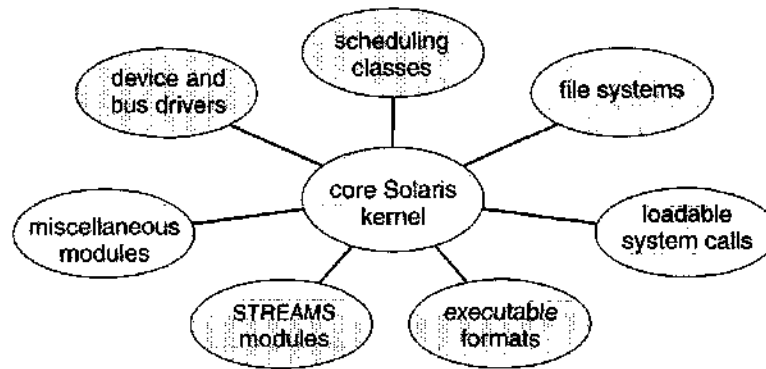 scheduling
classes
device and
bus drivers
file systems
core Solaris
kernel
miscellaneous
modules
loadable
system calls
STREAMS
modules
executable
formats